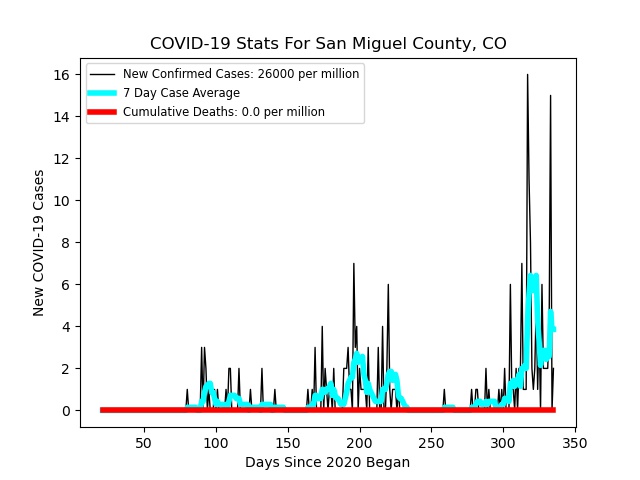 COVID-19 Stats For San Miguel County, CO
New Confirmed Cases: 26000 per million
7 Day Case Average
Cumulative Deaths: 0.0 per million
New COVID-19 Cases
16
14
12
10
8
6
4
2
0
50 100 150 200 250 300 350
Days Since 2020 Began